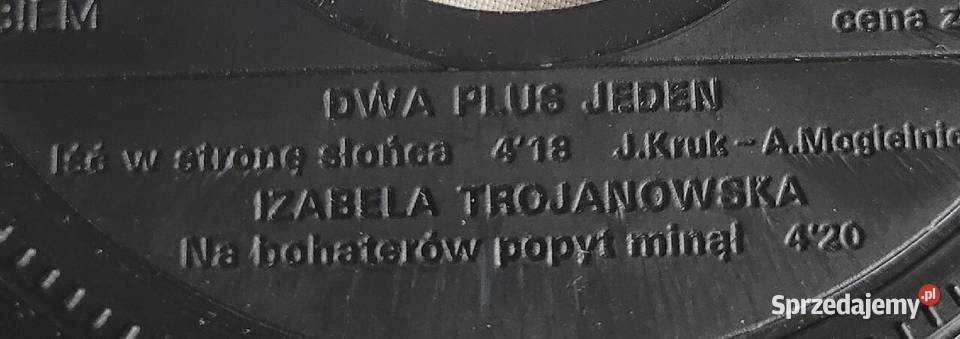 BIEM cena z
DWA PLUS JEDEN
Iść w stronę słońca 4'18 J.Kruk-A.Mogielnic
IZABELA TROJANOWSKA
Na bohaterów popyt minął 4'20
Sprzedajemy.pl